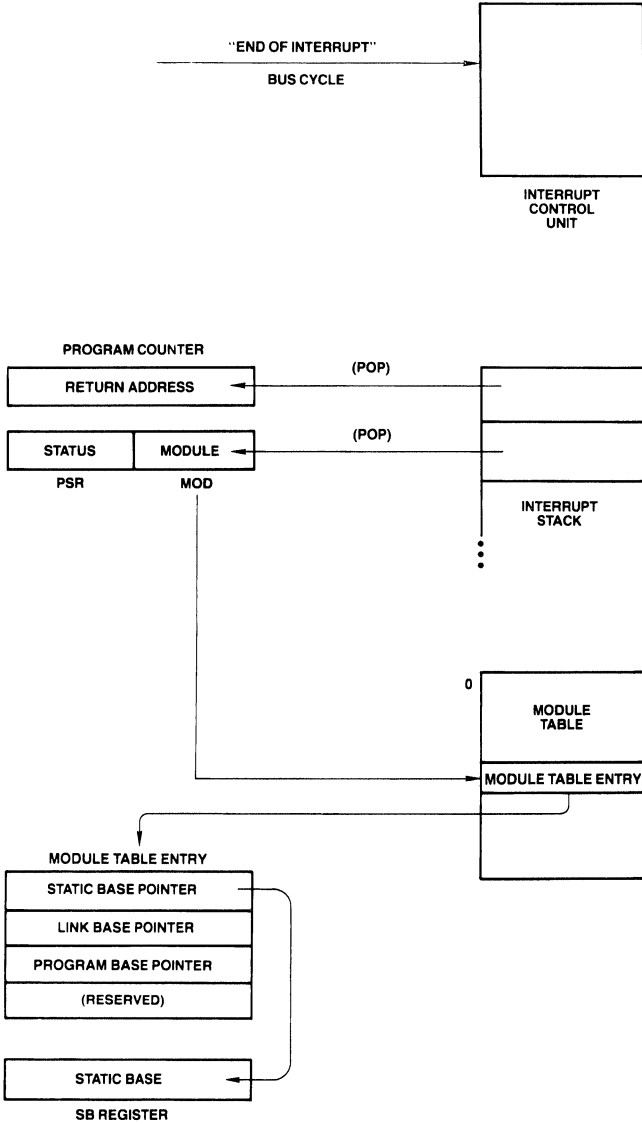 "END OF INTERRUPT"
BUS CYCLE
INTERRUPT
CONTROL
UNIT
PROGRAM COUNTER
RETURN ADDRESS
(POP)
STATUS
MODULE
(POP)
PSR
MOD
INTERRUPT
STACK
0
MODULE
TABLE
MODULE TABLE ENTRY
MODULE TABLE ENTRY
STATIC BASE POINTER
LINK BASE POINTER
PROGRAM BASE POINTER
(RESERVED)
STATIC BASE
SB REGISTER